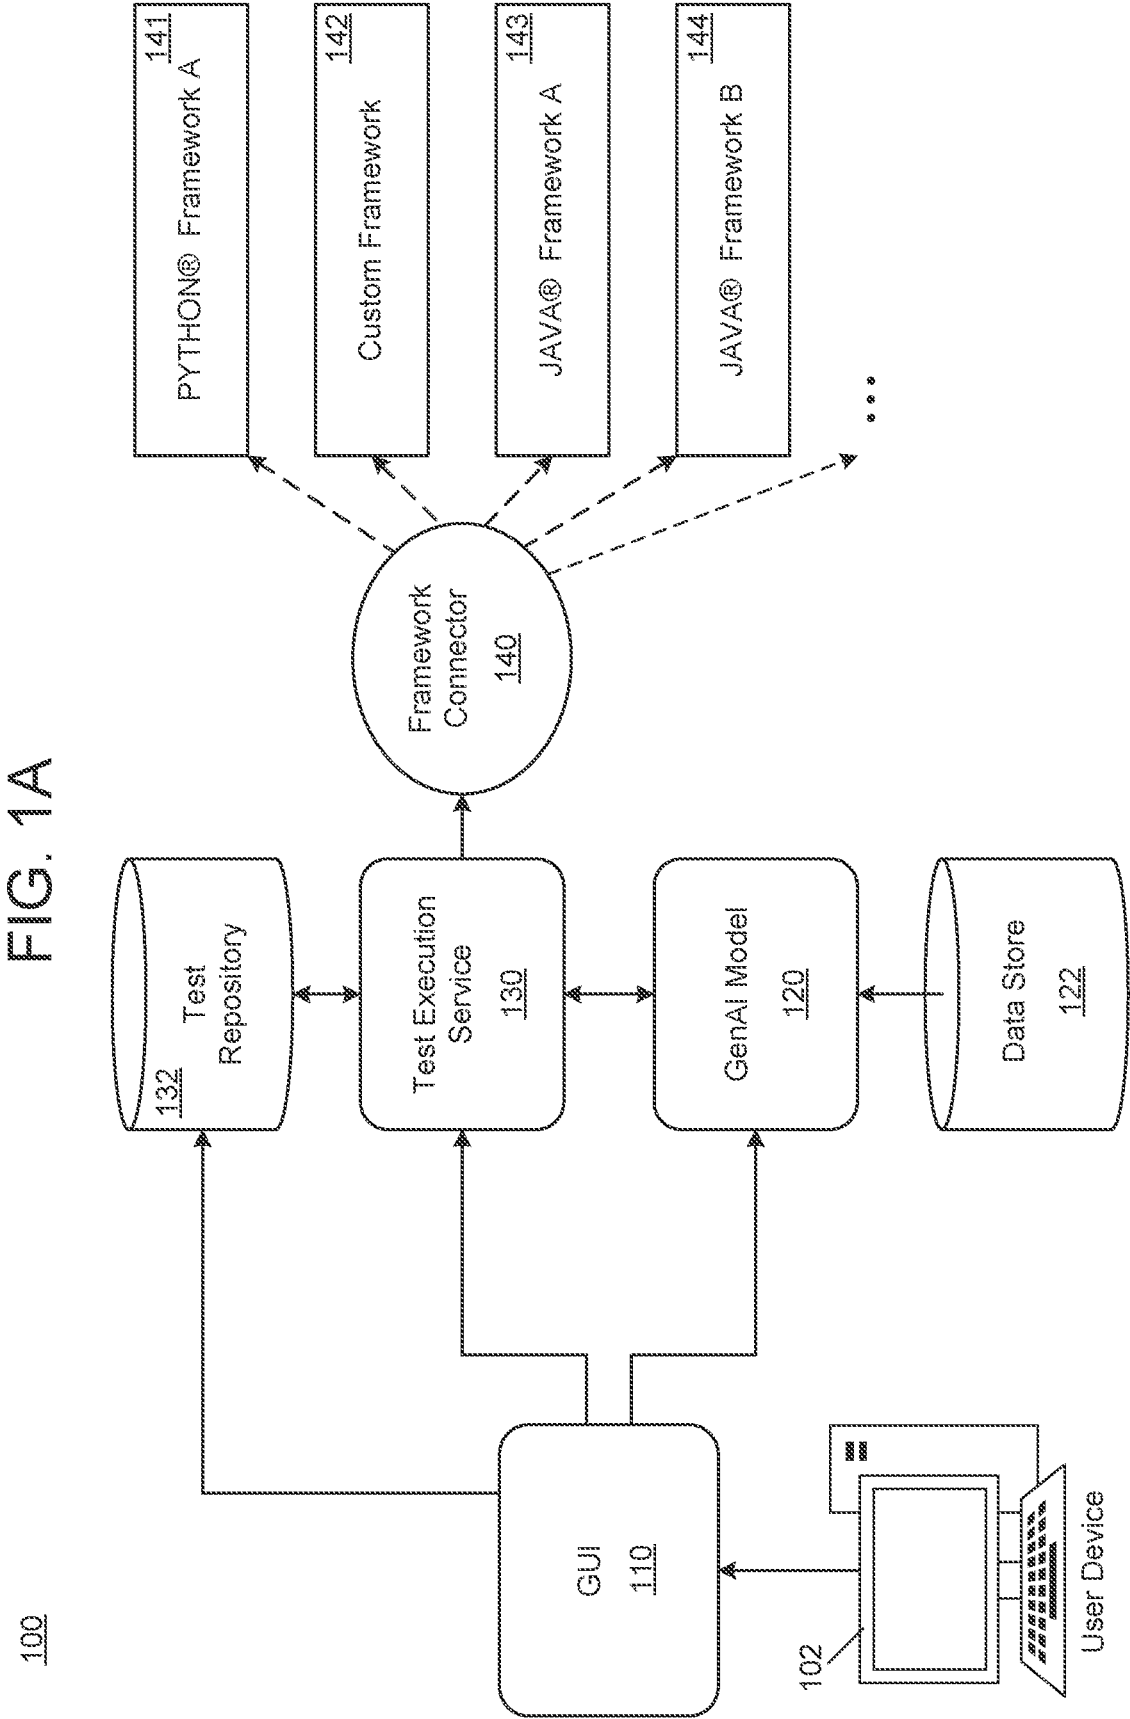 FIG. 1A
100
User Device
102
GUI
110
132
Test
Repository
Test Execution
Service
130
GenAI Model
120
Data Store
122
Framework
Connector
140
141
PYTHON® Framework A
142
Custom Framework
143
JAVA® Framework A
144
JAVA® Framework B
...